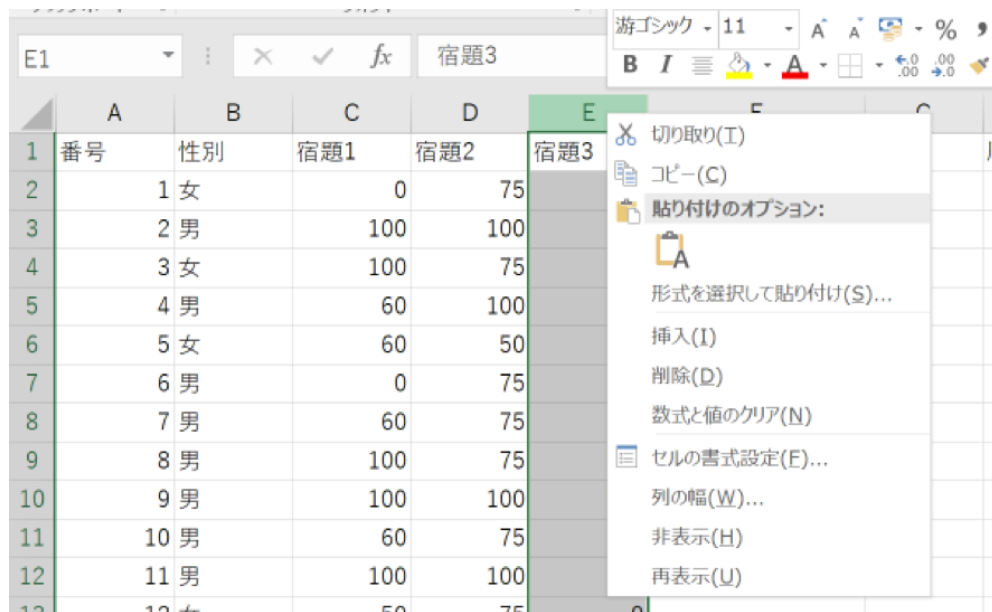 游ゴシック 11 A A %
B I A .0 .00 .00 .0
E1 fx 宿題3
A B C D E F
1 番号 性別 宿題1 宿題2 宿題3
2 1 女 0 75
3 2 男 100 100
4 3 女 100 75
5 4 男 60 100
6 5 女 60 50
7 6 男 0 75
8 7 男 60 75
9 8 男 100 75
10 9 男 100 100
11 10 男 60 75
12 11 男 100 100
切り取り(T)
コピー(C)
貼り付けのオプション:
A
形式を選択して貼り付け(S)...
挿入(I)
削除(D)
数式と値のクリア(N)
セルの書式設定(F)...
列の幅(W)...
非表示(H)
再表示(U)